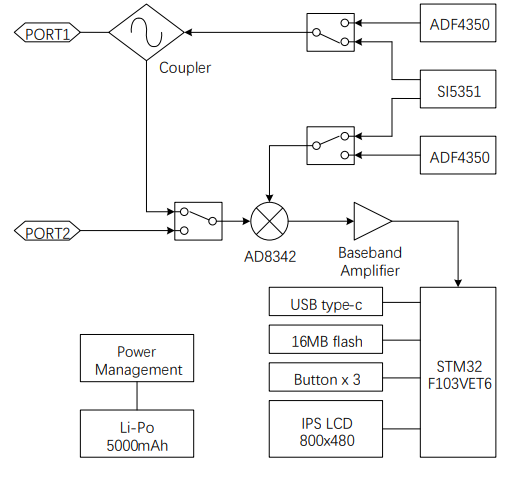 ADF4350
PORT1
Coupler
SI5351
ADF4350
PORT2
AD8342
Baseband
Amplifier
USB type-c
16MB flash
Button x 3
IPS LCD
800x480
STM32
F103VET6
Power
Management
Li-Po
5000mAh